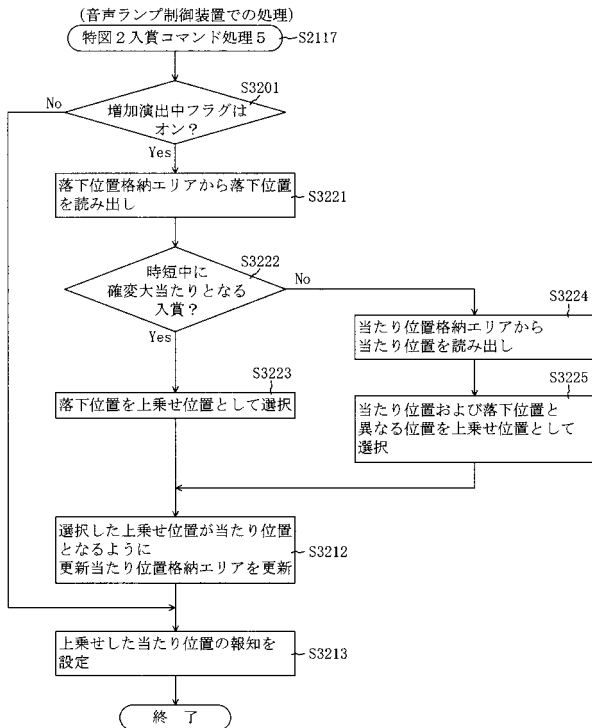 (音声ランプ制御装置での処理)
特図2入賞コマンド処理5
S2117
S3201
No
増加演出中フラグは
オン?
Yes
落下位置格納エリアから落下位置
を読み出し
S3221
S3222
時短中に
確変大当たりとなる
入賞?
No
Yes
S3224
当たり位置格納エリアから
当たり位置を読み出し
S3223
落下位置を上乗せ位置として選択
S3225
当たり位置および落下位置と
異なる位置を上乗せ位置として
選択
選択した上乗せ位置が当たり位置
となるように
更新当たり位置格納エリアを更新
S3212
上乗せした当たり位置の報知を
設定
S3213
終 了